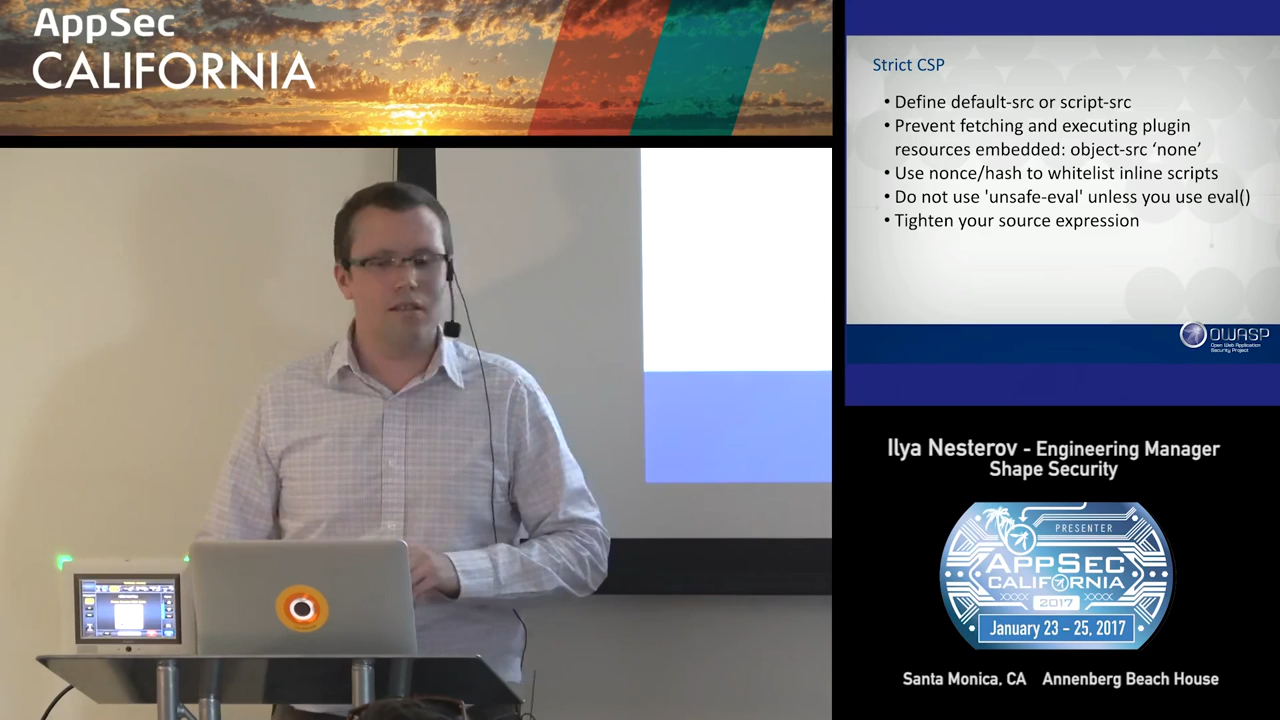 AppSec
CALIFORNIA
Strict CSP
• Define default-src or script-src
• Prevent fetching and executing plugin
resources embedded: object-src ‘none’
• Use nonce/hash to whitelist inline scripts
• Do not use 'unsafe-eval' unless you use eval()
• Tighten your source expression
OWASP
Open Web Application
Security Project
Ilya Nesterov - Engineering Manager
Shape Security
PRESENTER
APPSEC
CALIFORNIA
2017
January 23 – 25, 2017
Santa Monica, CA Annenberg Beach House